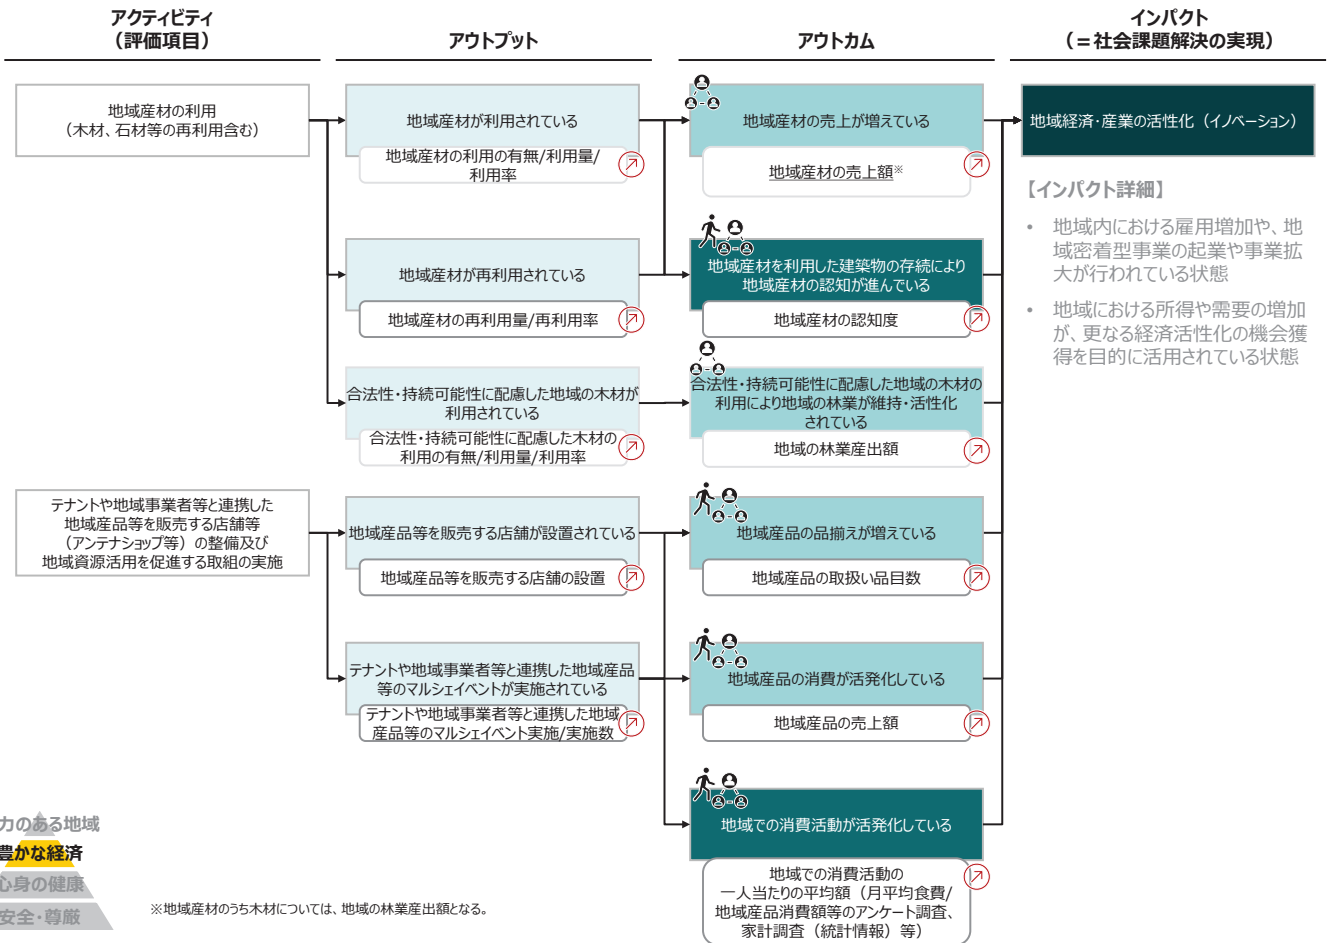 アクティビティ
（評価項目）
アウトプット
アウトカム
インパクト
（＝社会課題解決の実現）
地域産材の利用
（木材、石材等の再利用含む）
地域産材が利用されている
地域産材の利用の有無/利用量/
利用率
地域産材の売上が増えている
地域産材の売上額※
地域経済・産業の活性化（イノベーション）
【インパクト詳細】
• 地域内における雇用増加や、地
域密着型事業の起業や事業拡
大が行われている状態
• 地域における所得や需要の増加
が、更なる経済活性化の機会獲
得を目的に活用されている状態
地域産材が再利用されている
地域産材の再利用量/再利用率
地域産材を利用した建築物の存続により
地域産材の認知が進んでいる
地域産材の認知度
合法性・持続可能性に配慮した地域の木材が
利用されている
合法性・持続可能性に配慮した木材の
利用の有無/利用量/利用率
合法性・持続可能性に配慮した地域の木材の
利用により地域の林業が維持・活性化
されている
地域の林業産出額
テナントや地域事業者等と連携した
地域産品等を販売する店舗等
（アンテナショップ等）の整備及び
地域資源活用を促進する取組の実施
地域産品等を販売する店舗が設置されている
地域産品等を販売する店舗の設置
地域産品の品揃えが増えている
地域産品の取扱い品目数
テナントや地域事業者等と連携した地域産品
等のマルシェイベントが実施されている
テナントや地域事業者等と連携した地域
産品等のマルシェイベント実施/実施数
地域産品の消費が活発化している
地域産品の売上額
地域での消費活動が活発化している
地域での消費活動の
一人当たりの平均額（月平均食費/
地域産品消費額等のアンケート調査、
家計調査（統計情報）等）
力のある地域
豊かな経済
心身の健康
安全・尊厳
※地域産材のうち木材については、地域の林業産出額となる。